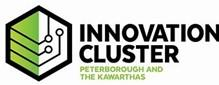 INNOVATION
CLUSTER
PETERBOROUGH AND
THE KAWARTHAS